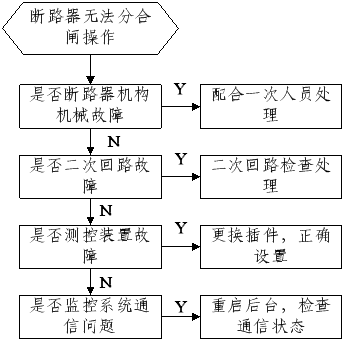 断路器无法分合
闸操作
是否断路器机构
机械故障
Y
配合一次人员处
理
N
是否二次回路故
障
Y
二次回路检查处
理
N
是否测控装置故
障
Y
更换插件，正确
设置
N
是否监控系统通
信问题
Y
重启后台，检查
通信状态